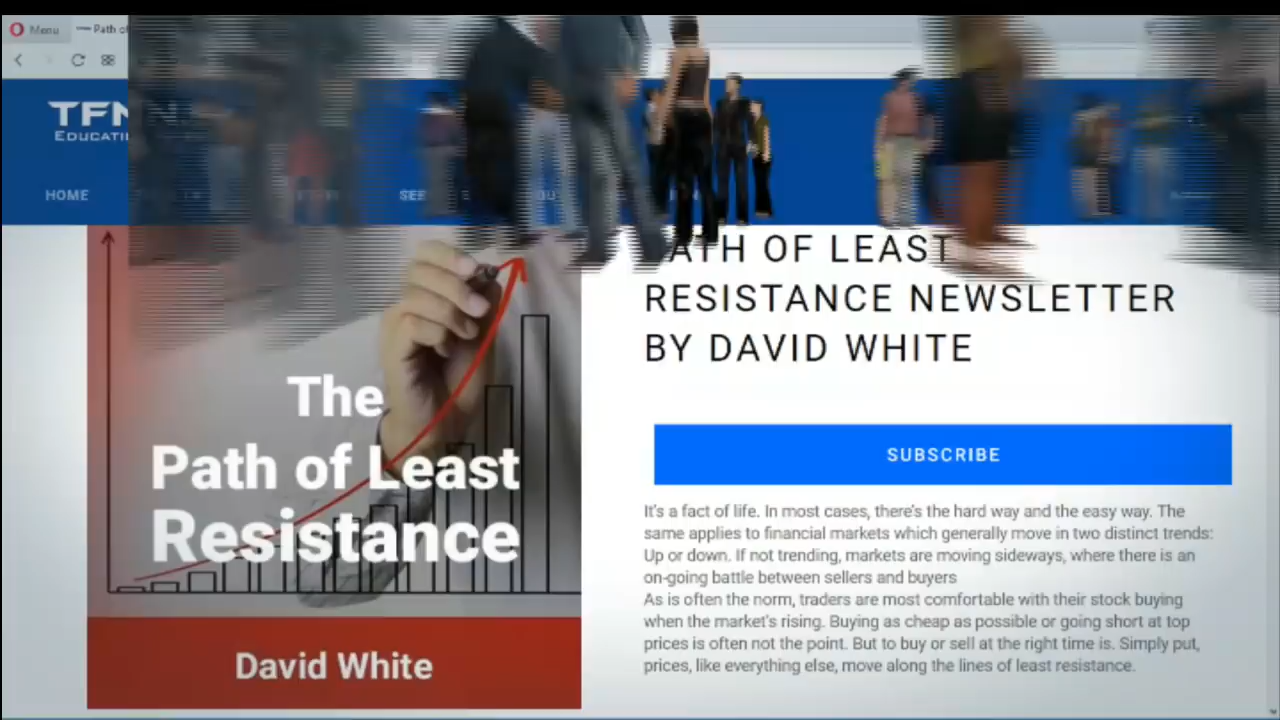 Menu
Path of
TFN
EDUCATI
HOME
SEE
PATH OF LEAST
RESISTANCE NEWSLETTER
BY DAVID WHITE
The
Path of Least
Resistance
David White
SUBSCRIBE
It's a fact of life. In most cases, there's the hard way and the easy way. The
same applies to financial markets which generally move in two distinct trends:
Up or down. If not trending, markets are moving sideways, where there is an
on-going battle between sellers and buyers
As is often the norm, traders are most comfortable with their stock buying
when the market's rising. Buying as cheap as possible or going short at top
prices is often not the point. But to buy or sell at the right time is. Simply put,
prices, like everything else, move along the lines of least resistance.